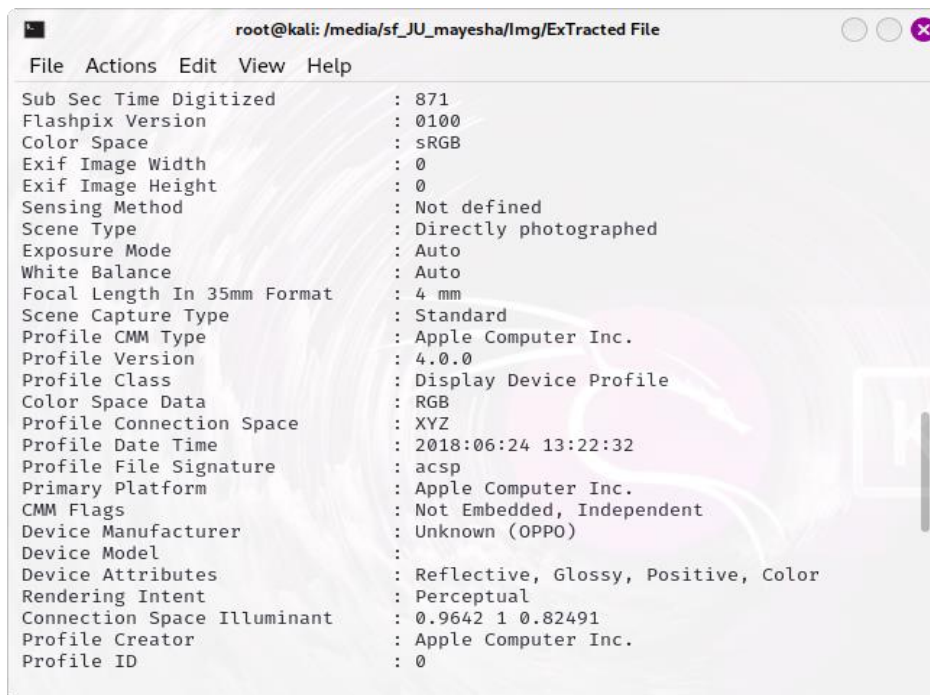 root@kali: /media/sf_JU_mayesha/Img/ExTracted File
File Actions Edit View Help
Sub Sec Time Digitized : 871
Flashpix Version : 0100
Color Space : sRGB
Exif Image Width : 0
Exif Image Height : 0
Sensing Method : Not defined
Scene Type : Directly photographed
Exposure Mode : Auto
White Balance : Auto
Focal Length In 35mm Format : 4 mm
Scene Capture Type : Standard
Profile CMM Type : Apple Computer Inc.
Profile Version : 4.0.0
Profile Class : Display Device Profile
Color Space Data : RGB
Profile Connection Space : XYZ
Profile Date Time : 2018:06:24 13:22:32
Profile File Signature : acsp
Primary Platform : Apple Computer Inc.
CMM Flags : Not Embedded, Independent
Device Manufacturer : Unknown (OPPO)
Device Model :
Device Attributes : Reflective, Glossy, Positive, Color
Rendering Intent : Perceptual
Connection Space Illuminant : 0.9642 1 0.82491
Profile Creator : Apple Computer Inc.
Profile ID : 0